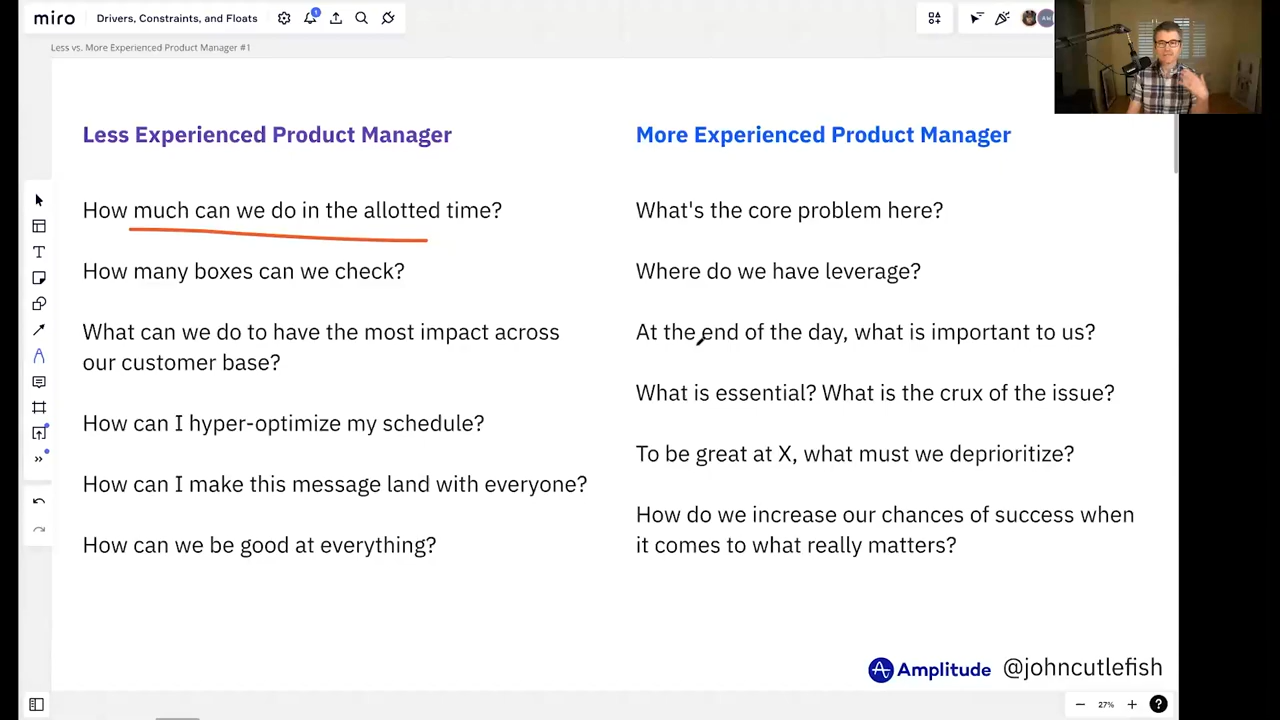 miro
Drivers, Constraints, and Floats
Less vs. More Experienced Product Manager #1
Less Experienced Product Manager
How much can we do in the allotted time?
How many boxes can we check?
What can we do to have the most impact across
our customer base?
How can I hyper-optimize my schedule?
How can I make this message land with everyone?
How can we be good at everything?
More Experienced Product Manager
What's the core problem here?
Where do we have leverage?
At the end of the day, what is important to us?
What is essential? What is the crux of the issue?
To be great at X, what must we deprioritize?
How do we increase our chances of success when
it comes to what really matters?
Amplitude @johncutlefish
27%